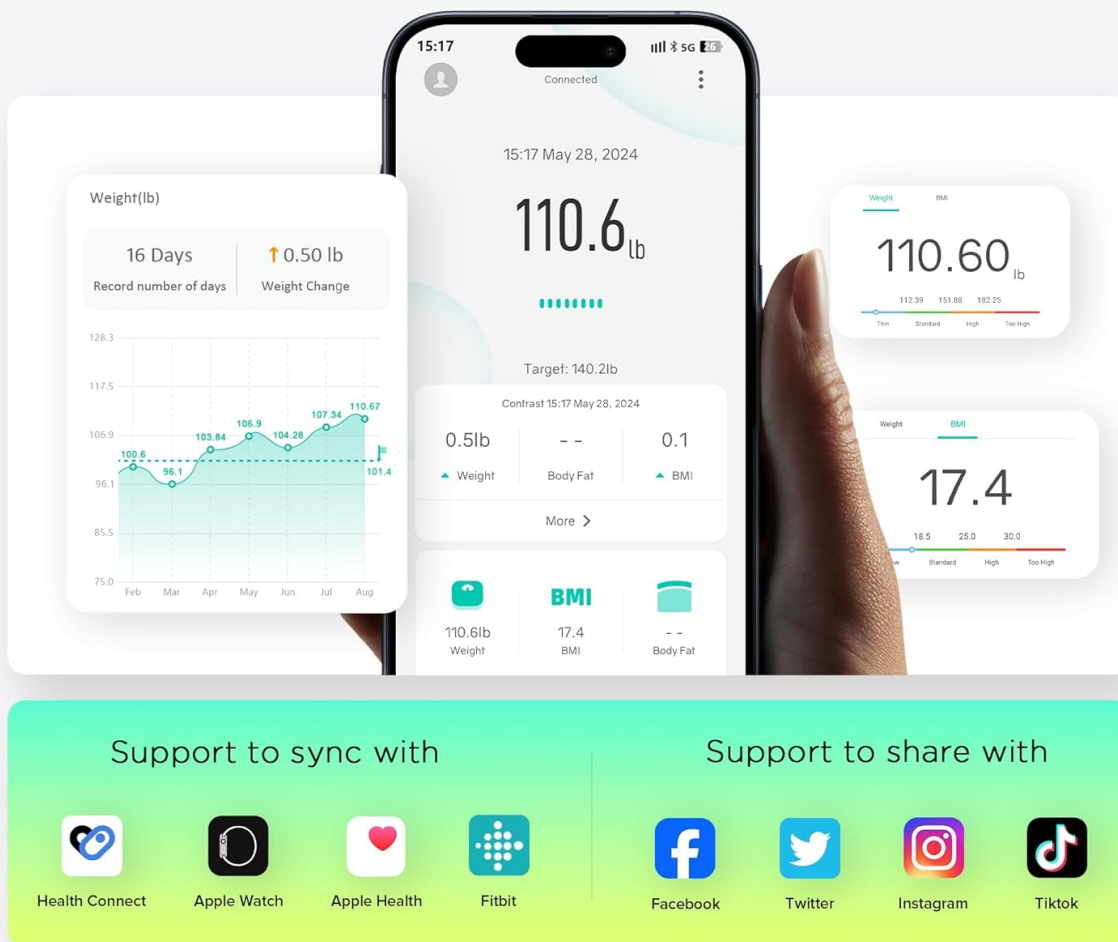 15:17
5G 26
Connected
15:17 May 28, 2024
110.6 lb
Target: 140.2lb
Contrast 15:17 May 28, 2024
0.5lb -- 0.1
Weight Body Fat BMI
More
BMI
110.6lb 17.4 --
Weight BMI Body Fat
Weight(lb)
16 Days 0.50 lb
Record number of days Weight Change
128.3
117.5
106.9
96.1
85.5
75.0
100.6 96.1 103.84 106.9 104.28 107.34 110.67
101.4
Feb Mar Apr May Jun Jul Aug
Weight BMI
110.60 lb
112.39 151.88 182.25
Thin Standard High Too High
Weight BMI
17.4
18.5 25.0 30.0
Standard High Too High
Support to sync with
Health Connect Apple Watch Apple Health Fitbit
Support to share with
Facebook Twitter Instagram Tiktok